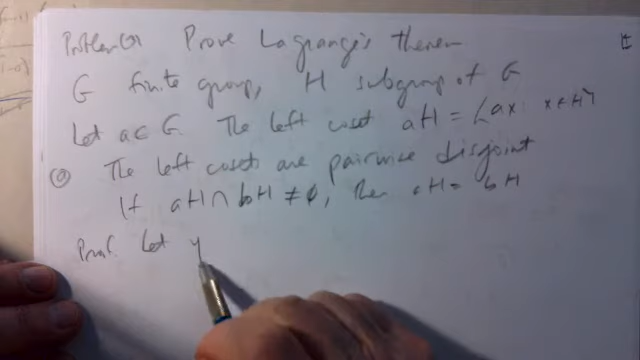 Problem (3) Prove Lagrange's theorem
G finite group, H subgroup of G
Let a ∈ G. The left coset aH = {ax : x ∈ H}
(a) The left cosets are pairwise disjoint
If aH ∩ bH ≠ ∅, then aH = bH
Proof. Let y